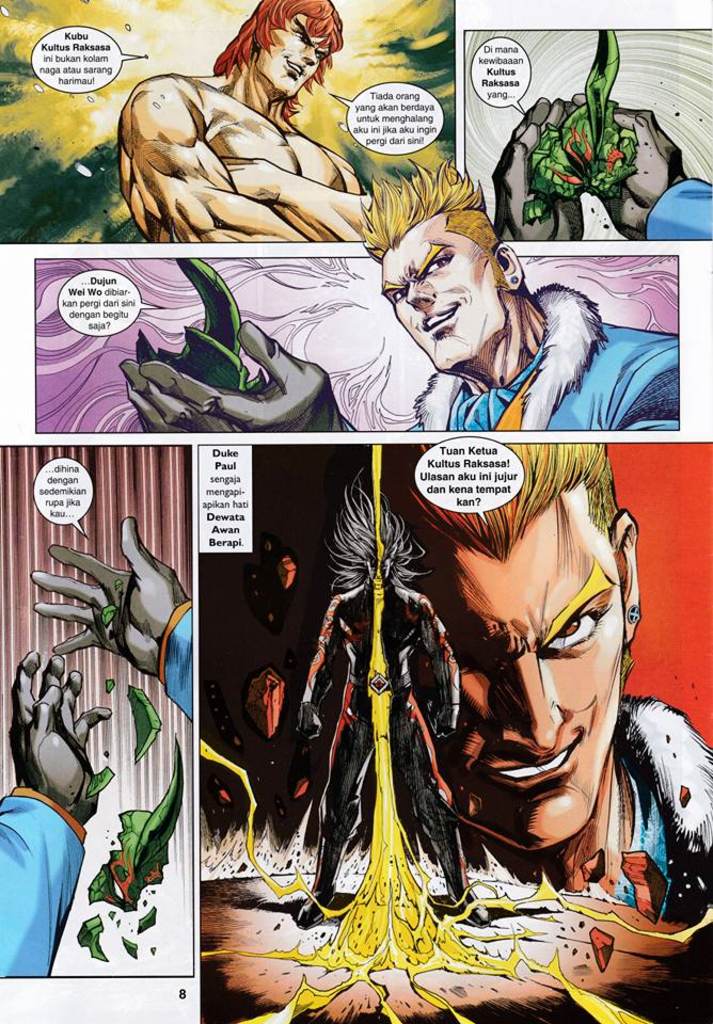 Kubu
Kultus Raksasa
ini bukan kolam
naga atau sarang
harimau!
Tiada orang
yang akan berdaya
untuk menghalang
aku ini jika aku ingin
pergi dari sini!
Di mana
kewibaaan
Kultus
Raksasa
yang...
...Dujun
Wei Wo dibiar-
kan pergi dari sini
dengan begitu
saja?
...dihina
dengan
sedemikian
rupa jika
kau...
Duke
Paul
sengaja
mengapi-
apikan hati
Dewata
Awan
Berapi.
Tuan Ketua
Kultus Raksasa!
Ulasan aku ini jujur
dan kena tempat
kan?
8